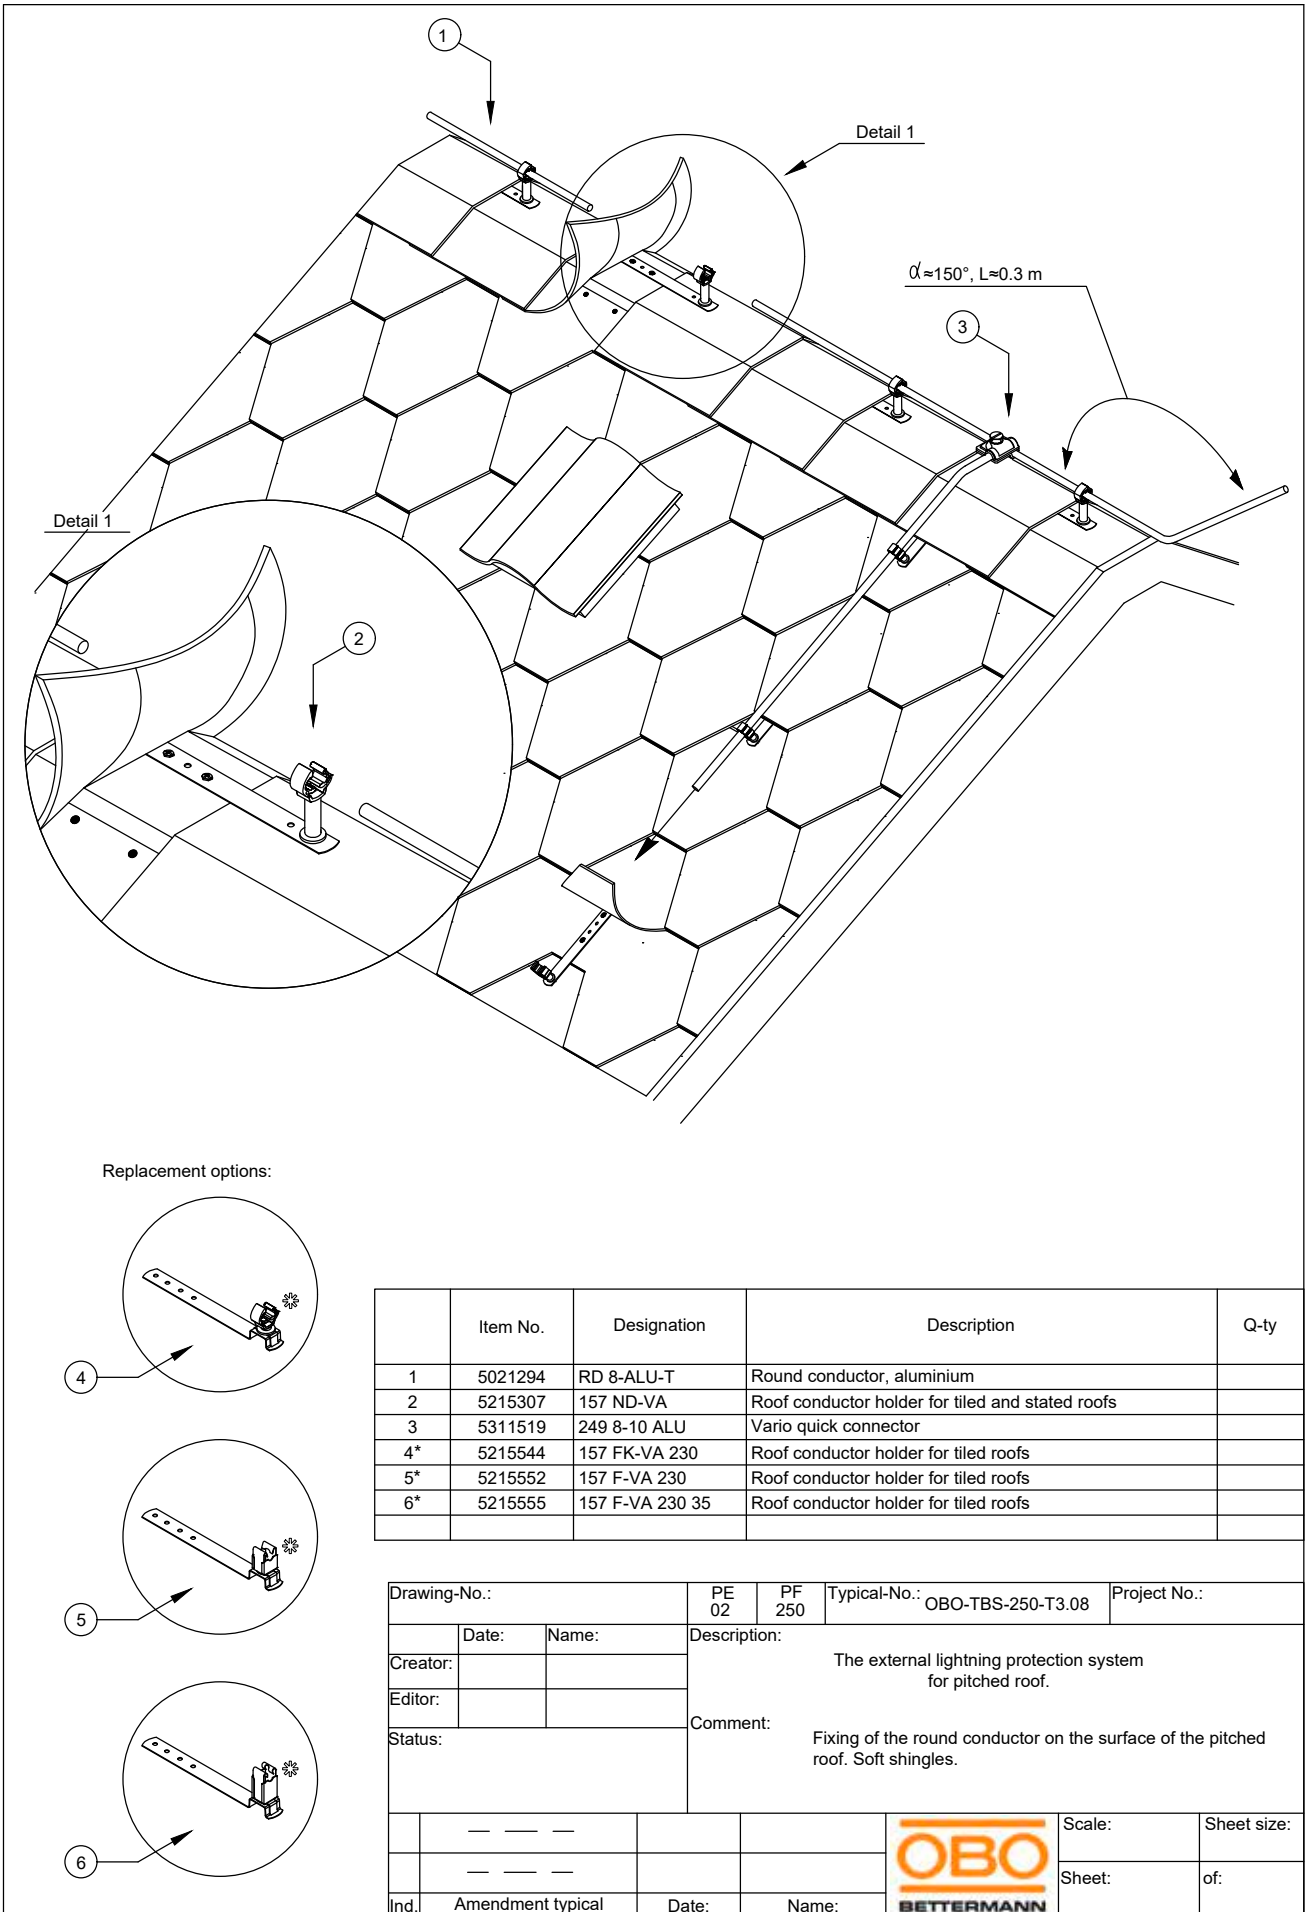 1
Detail 1
α≈150°, L≈0.3 m
3
Detail 1
2
Replacement options:
4
5
6
Item No. Designation Description Q-ty
1 5021294 RD 8-ALU-T Round conductor, aluminium
2 5215307 157 ND-VA Roof conductor holder for tiled and stated roofs
3 5311519 249 8-10 ALU Vario quick connector
4* 5215544 157 FK-VA 230 Roof conductor holder for tiled roofs
5* 5215552 157 F-VA 230 Roof conductor holder for tiled roofs
6* 5215555 157 F-VA 230 35 Roof conductor holder for tiled roofs
Drawing-No.: PE 02 PF 250 Typical-No.: OBO-TBS-250-T3.08 Project No.:
Date: Name:
Creator:
Editor:
Status:
Description:
The external lightning protection system
for pitched roof.
Comment:
Fixing of the round conductor on the surface of the pitched
roof. Soft shingles.
Ind. Amendment typical Date: Name:
OBO
BETTERMANN
Scale: Sheet size:
Sheet: of: